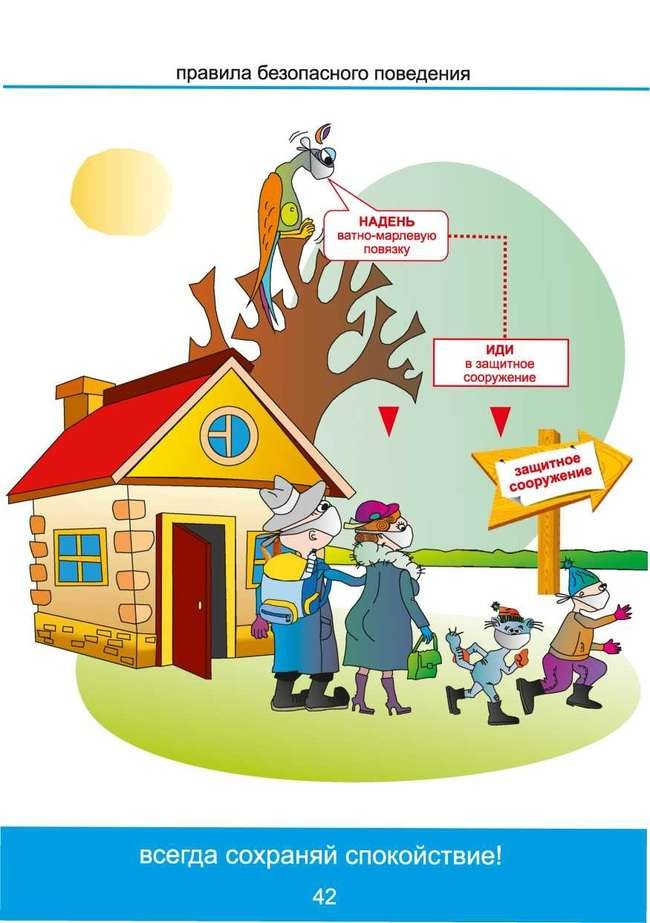 правила безопасного поведения
НАДЕНЬ
ватно-марлевую
повязку
ИДИ
в защитное
сооружение
защитное
сооружение
всегда сохраняй спокойствие!
42